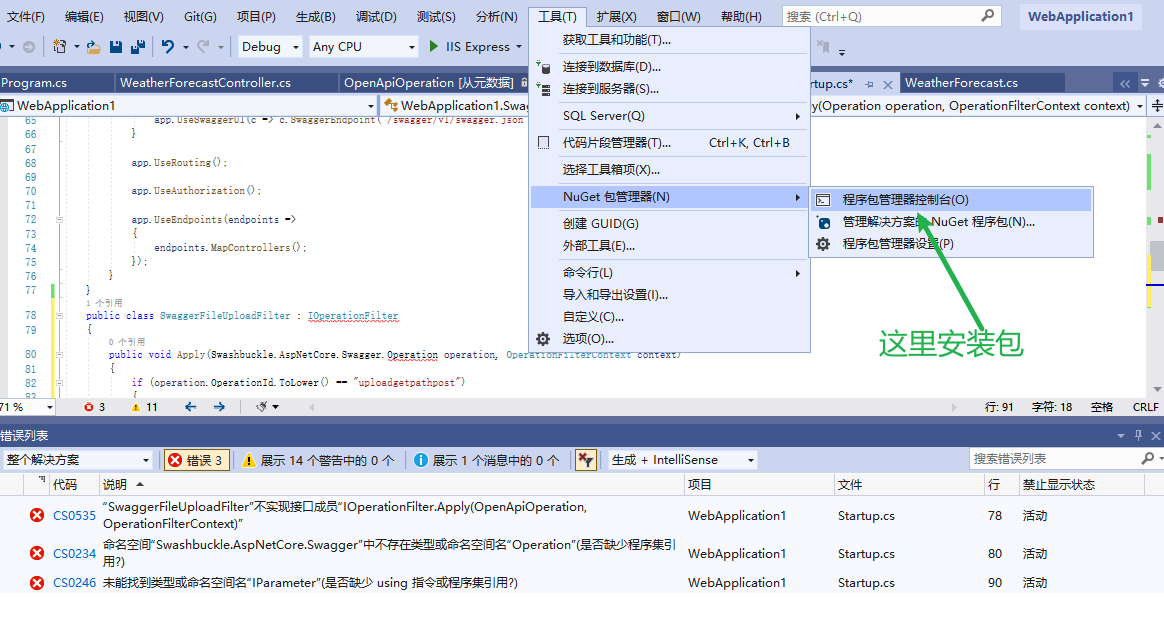 文件(F) 编辑(E) 视图(V) Git(G) 项目(P) 生成(B) 调试(D) 测试(S) 分析(N) 工具(T) 扩展(X) 窗口(W) 帮助(H) 搜索 (Ctrl+Q) WebApplication1
Debug Any CPU IIS Express
Program.cs WeatherForecastController.cs OpenApiOperation [从元数据] rtup.cs* WeatherForecast.cs
WebApplication1 WebApplication1.Swag y(Operation operation, OperationFilterContext context)
获取工具和功能(T)...
连接到数据库(D)...
连接到服务器(S)...
SQL Server(Q)
代码片段管理器(T)... Ctrl+K, Ctrl+B
选择工具箱项(X)...
NuGet 包管理器(N)
创建 GUID(G)
外部工具(E)...
命令行(L)
导入和导出设置(I)...
自定义(C)...
选项(O)...
程序包管理器控制台(O)
管理解决方案的 NuGet 程序包(N)...
程序包管理器设置(P)
这里安装包
65 app.UseSwaggerUI(c => c.SwaggerEndpoint("/swagger/v1/swagger.json
66 }
67
68 app.UseRouting();
69
70 app.UseAuthorization();
71
72 app.UseEndpoints(endpoints =>
73 {
74 endpoints.MapControllers();
75 });
76 }
77 }
1 个引用
78 public class SwaggerFileUploadFilter : IOperationFilter
79 {
0 个引用
80 public void Apply(Swashbuckle.AspNetCore.Swagger.Operation operation, OperationFilterContext context)
81 {
82 if (operation.OperationId.ToLower() == "uploadgetpathpost")
83 {
71 % 3 11 行: 91 字符: 18 空格 CRLF
错误列表
整个解决方案 错误 3 展示 14 个警告中的 0 个 展示 1 个消息中的 0 个 生成 + IntelliSense 搜索错误列表
代码 说明 项目 文件 行 禁止显示状态
CS0535 “SwaggerFileUploadFilter”不实现接口成员“IOperationFilter.Apply(OpenApiOperation, WebApplication1 Startup.cs 78 活动
OperationFilterContext)”
CS0234 命名空间“Swashbuckle.AspNetCore.Swagger”中不存在类型或命名空间名“Operation”(是否缺少程序集引 WebApplication1 Startup.cs 80 活动
用?)
CS0246 未能找到类型或命名空间名“IParameter”(是否缺少 using 指令或程序集引用?) WebApplication1 Startup.cs 90 活动